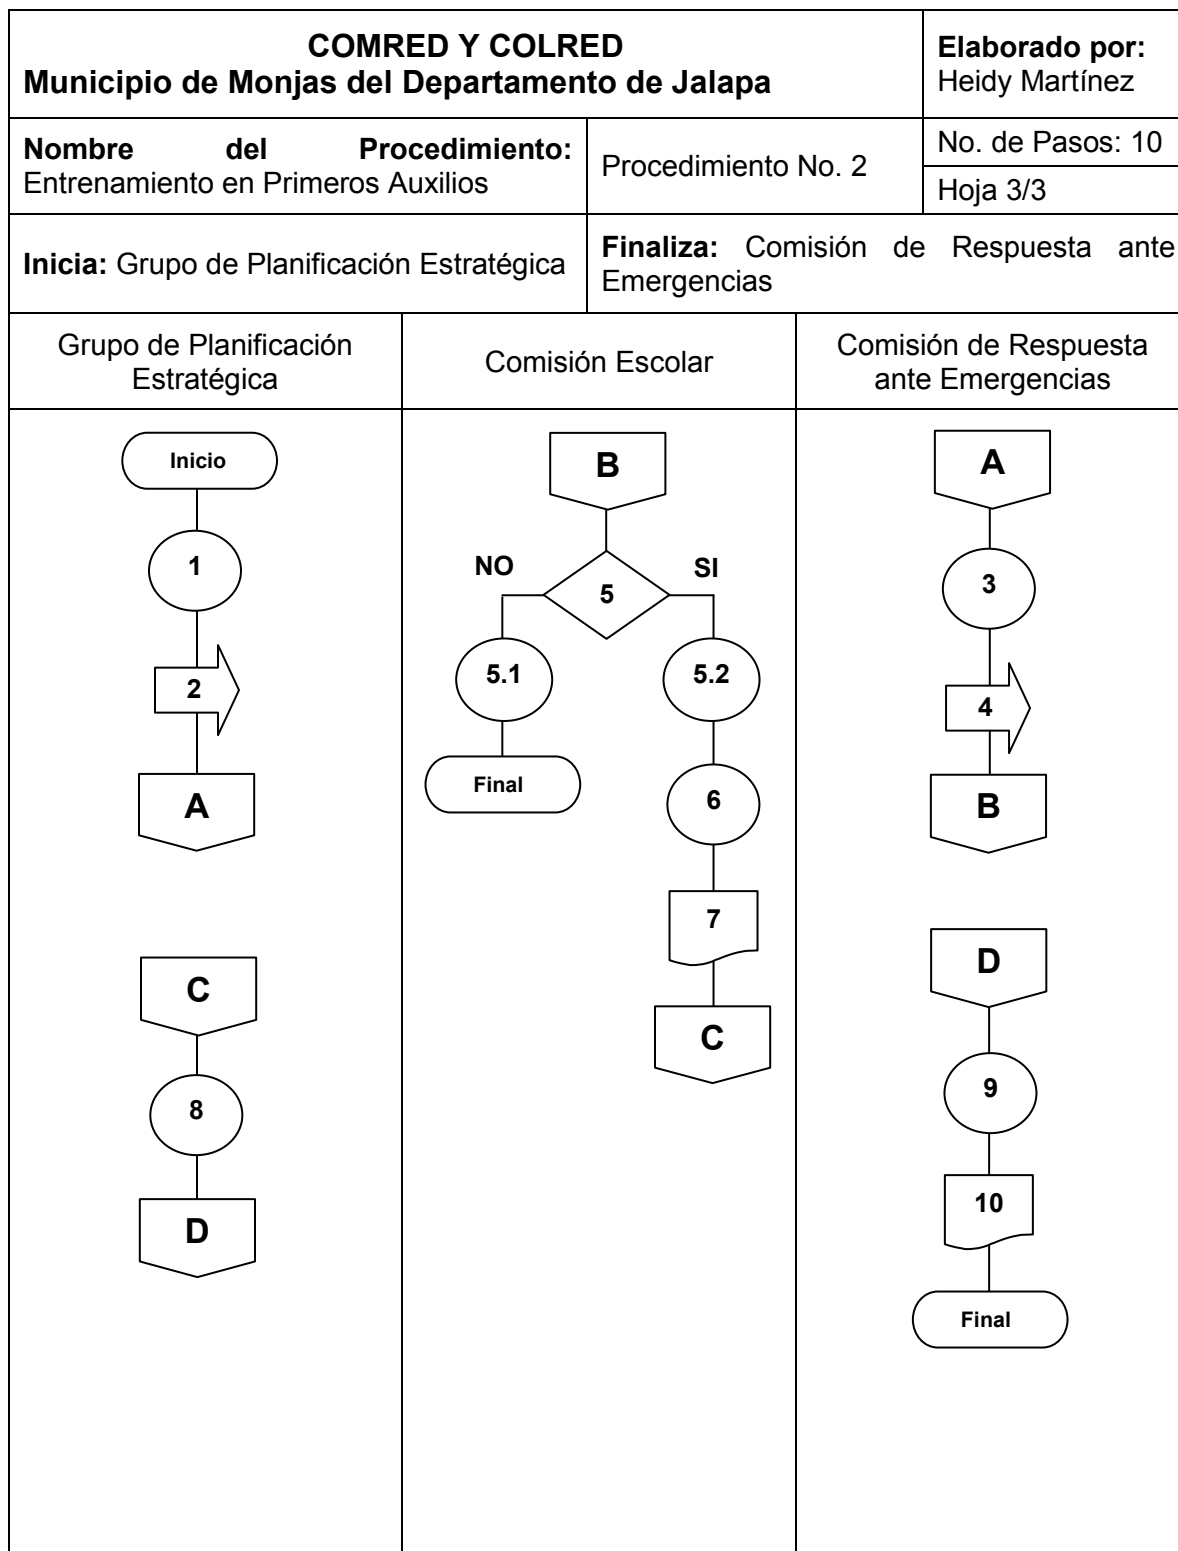 COMRED Y COLRED
Municipio de Monjas del Departamento de Jalapa
Elaborado por:
Heidy Martínez
Nombre del Procedimiento:
Entrenamiento en Primeros Auxilios
Procedimiento No. 2
No. de Pasos: 10
Hoja 3/3
Inicia: Grupo de Planificación Estratégica
Finaliza: Comisión de Respuesta ante
Emergencias
Grupo de Planificación
Estratégica
Comisión Escolar
Comisión de Respuesta
ante Emergencias
Inicio
1
2
A
C
8
D
B
NO
5
SI
5.1
5.2
Final
6
7
C
A
3
4
B
D
9
10
Final